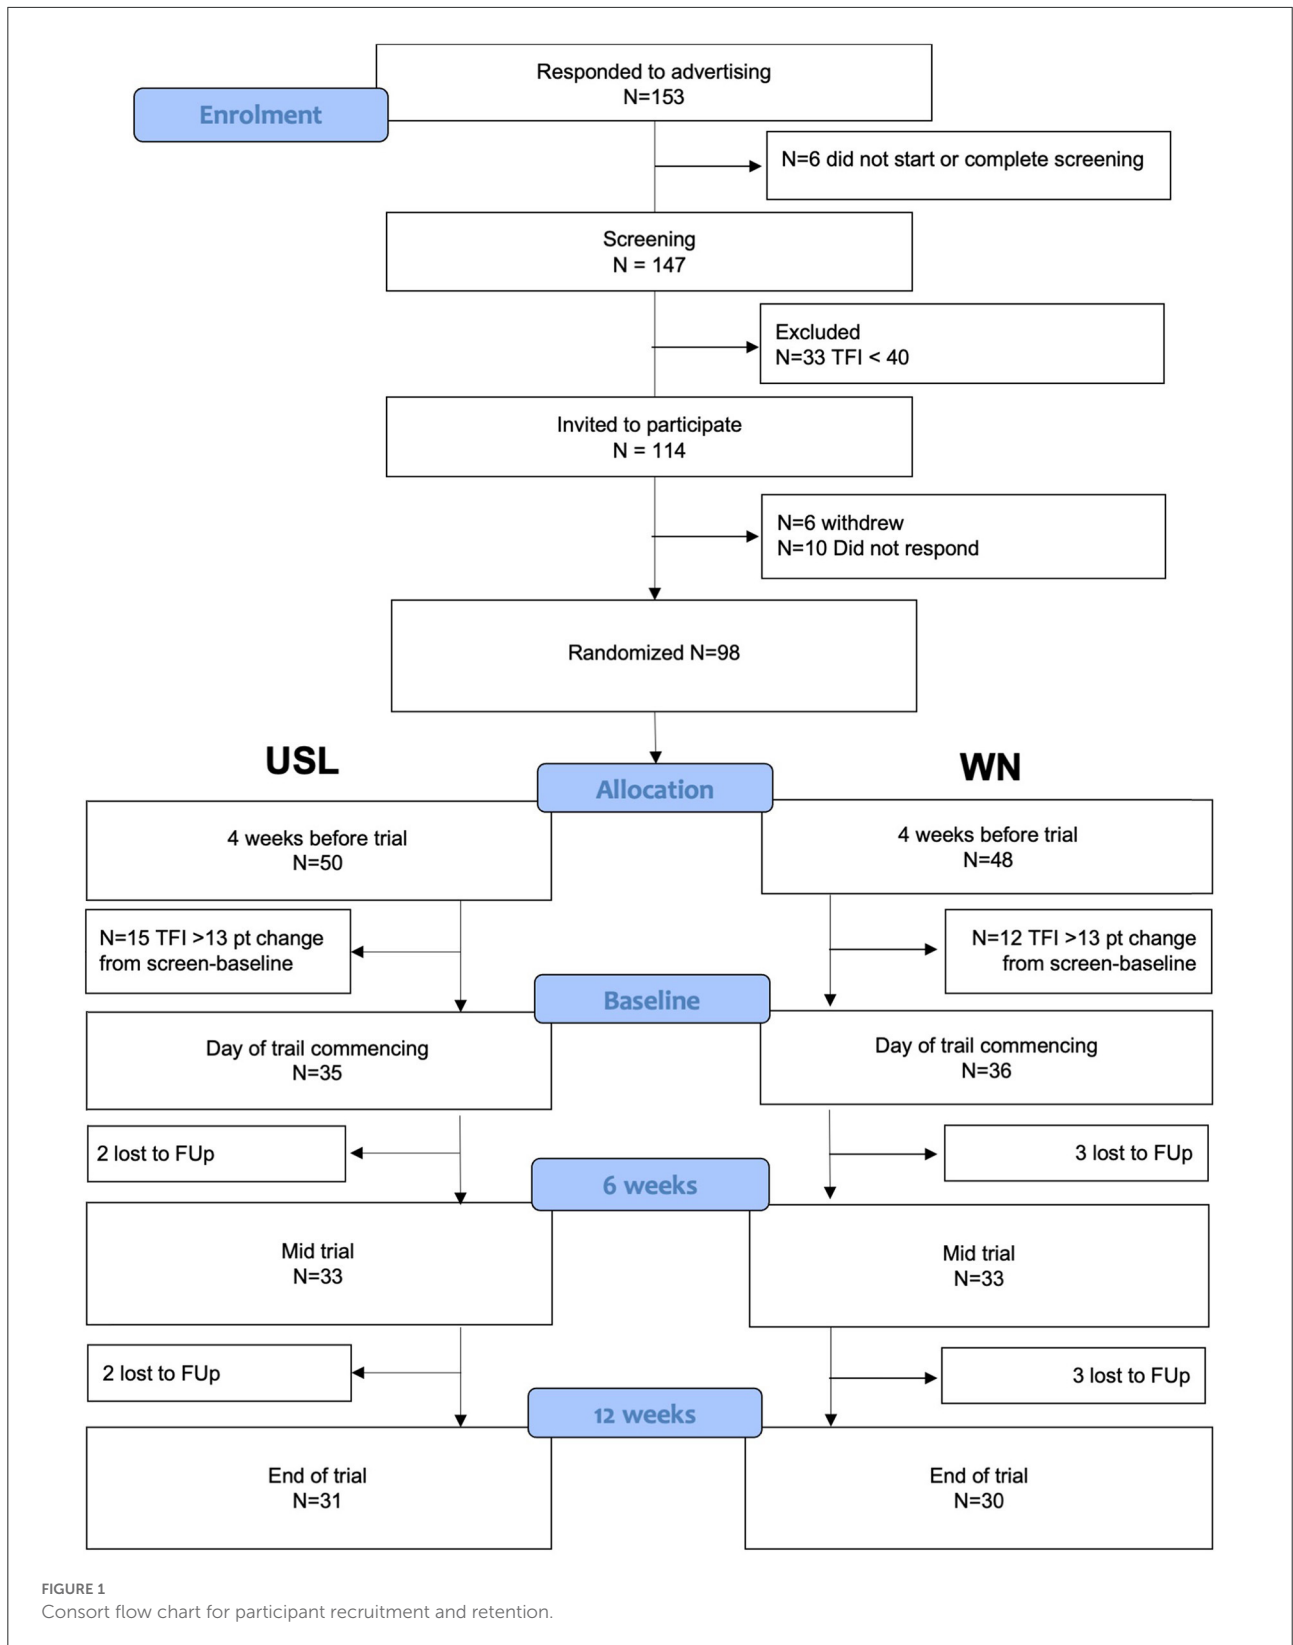 Responded to advertising
N=153
Enrolment
N=6 did not start or complete screening
Screening
N = 147
Excluded
N=33 TFI < 40
Invited to participate
N = 114
N=6 withdrew
N=10 Did not respond
Randomized N=98
USL
WN
Allocation
4 weeks before trial
N=50
4 weeks before trial
N=48
N=15 TFI >13 pt change
from screen-baseline
N=12 TFI >13 pt change
from screen-baseline
Baseline
Day of trail commencing
N=35
Day of trail commencing
N=36
2 lost to FUp
3 lost to FUp
6 weeks
Mid trial
N=33
Mid trial
N=33
2 lost to FUp
3 lost to FUp
12 weeks
End of trial
N=31
End of trial
N=30
FIGURE 1
Consort flow chart for participant recruitment and retention.